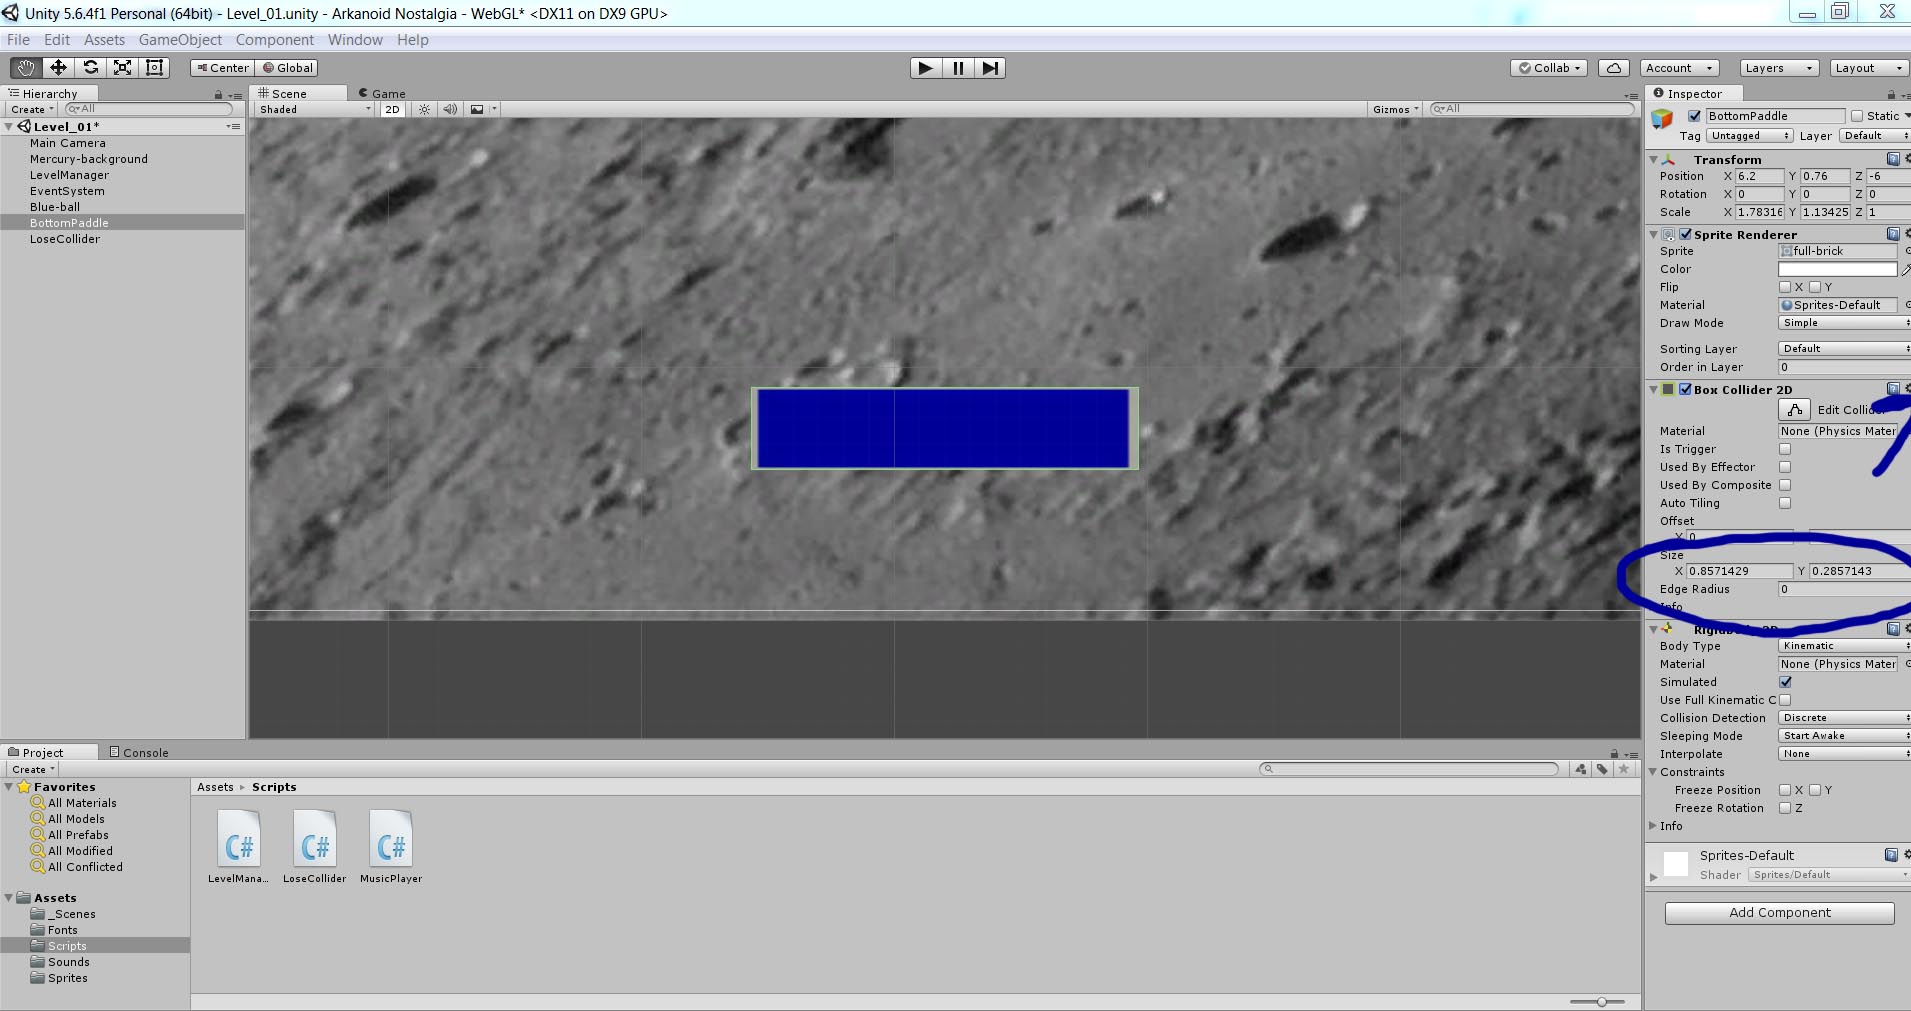 Unity 5.6.4f1 Personal (64bit) - Level_01.unity - Arkanoid Nostalgia - WebGL* <DX11 on DX9 GPU>
File Edit Assets GameObject Component Window Help
Center Global Collab Account Layers Layout
Hierarchy
Create All
Level_01*
Main Camera
Mercury-background
LevelManager
EventSystem
Blue-ball
BottomPaddle
LoseCollider
Scene Game
Shaded 2D Gizmos All
Inspector
BottomPaddle Static
Tag Untagged Layer Default
Transform
Position X 6.2 Y 0.76 Z -6
Rotation X 0 Y 0 Z 0
Scale X 1.78316 Y 1.13425 Z 1
Sprite Renderer
Sprite full-brick
Color
Flip X Y
Material Sprites-Default
Draw Mode Simple
Sorting Layer Default
Order in Layer 0
Box Collider 2D
Edit Collider
Material None (Physics Mater
Is Trigger
Used By Effector
Used By Composite
Auto Tiling
Offset
X 0
Size
X 0.8571429 Y 0.2857143
Edge Radius 0
Info
Rigidbody 2D
Body Type Kinematic
Material None (Physics Mater
Simulated
Use Full Kinematic C
Collision Detection Discrete
Sleeping Mode Start Awake
Interpolate None
Constraints
Freeze Position X Y
Freeze Rotation Z
Info
Sprites-Default
Shader Sprites/Default
Add Component
Project Console
Create
Favorites
All Materials
All Models
All Prefabs
All Modified
All Conflicted
Assets
_Scenes
Fonts
Scripts
Sounds
Sprites
Assets Scripts
C# C# C#
LevelMana... LoseCollider MusicPlayer